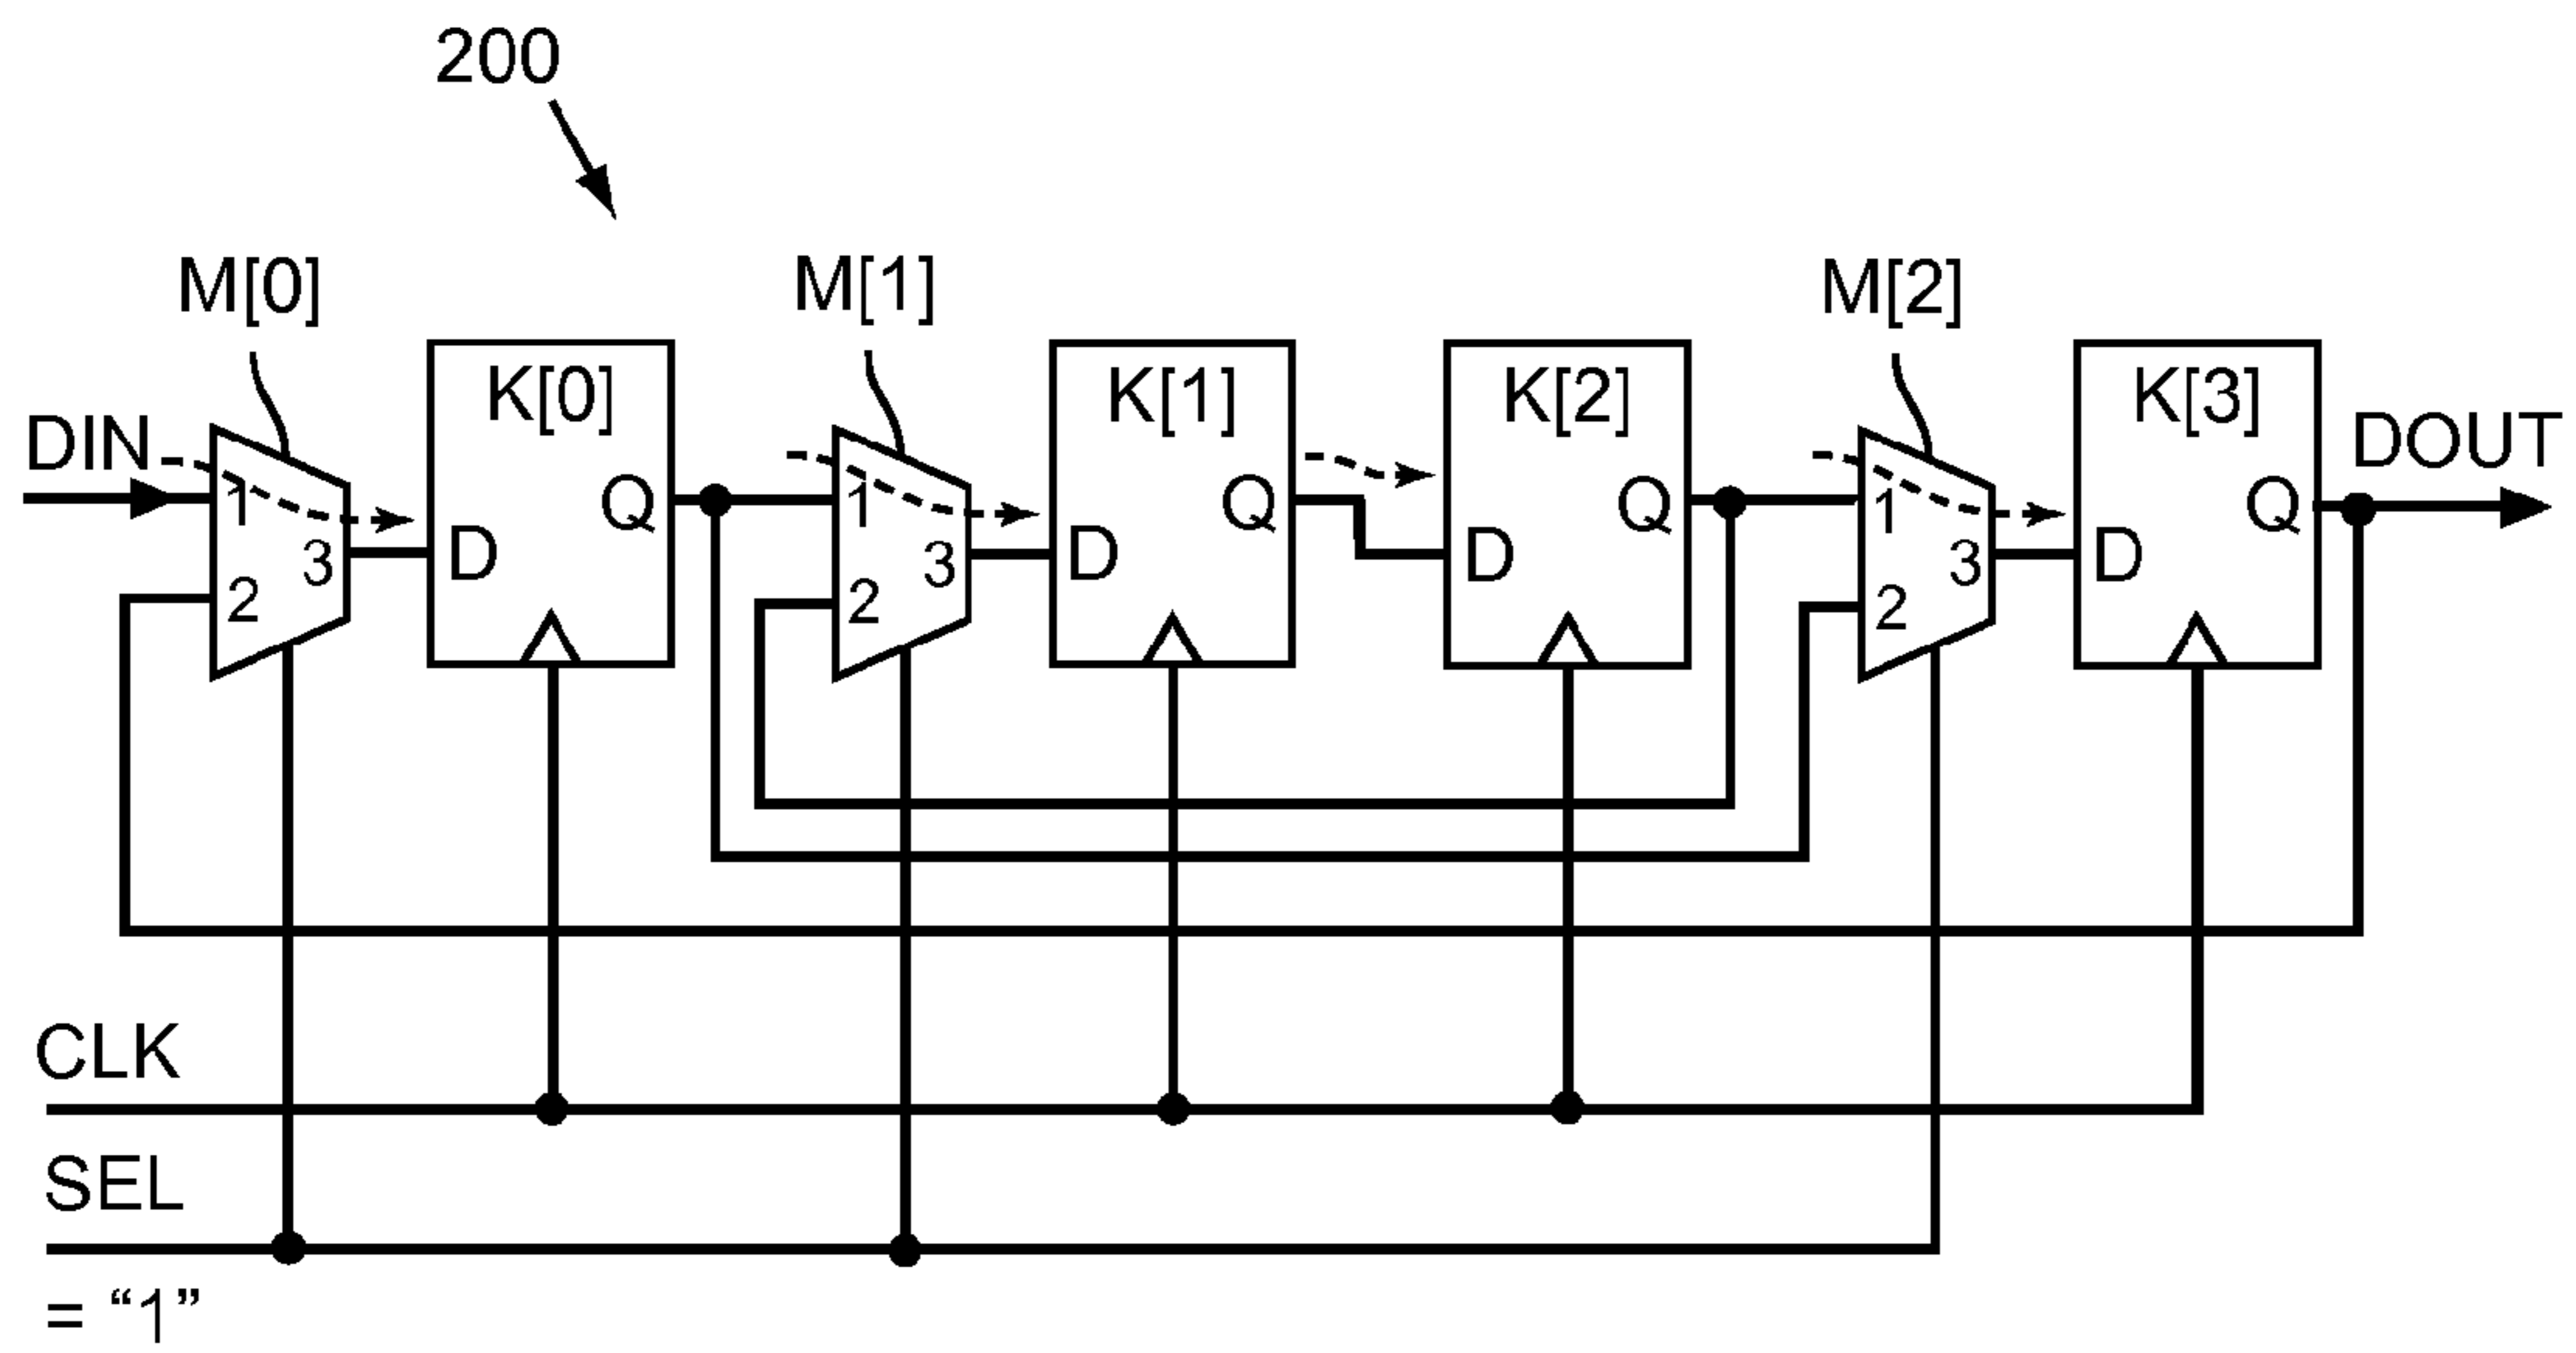 200
M[0]
M[1]
M[2]
K[0]
K[1]
K[2]
K[3]
DIN
DOUT
1
2
3
D
Q
1
2
3
D
Q
D
Q
1
2
3
D
Q
CLK
SEL
= “1”